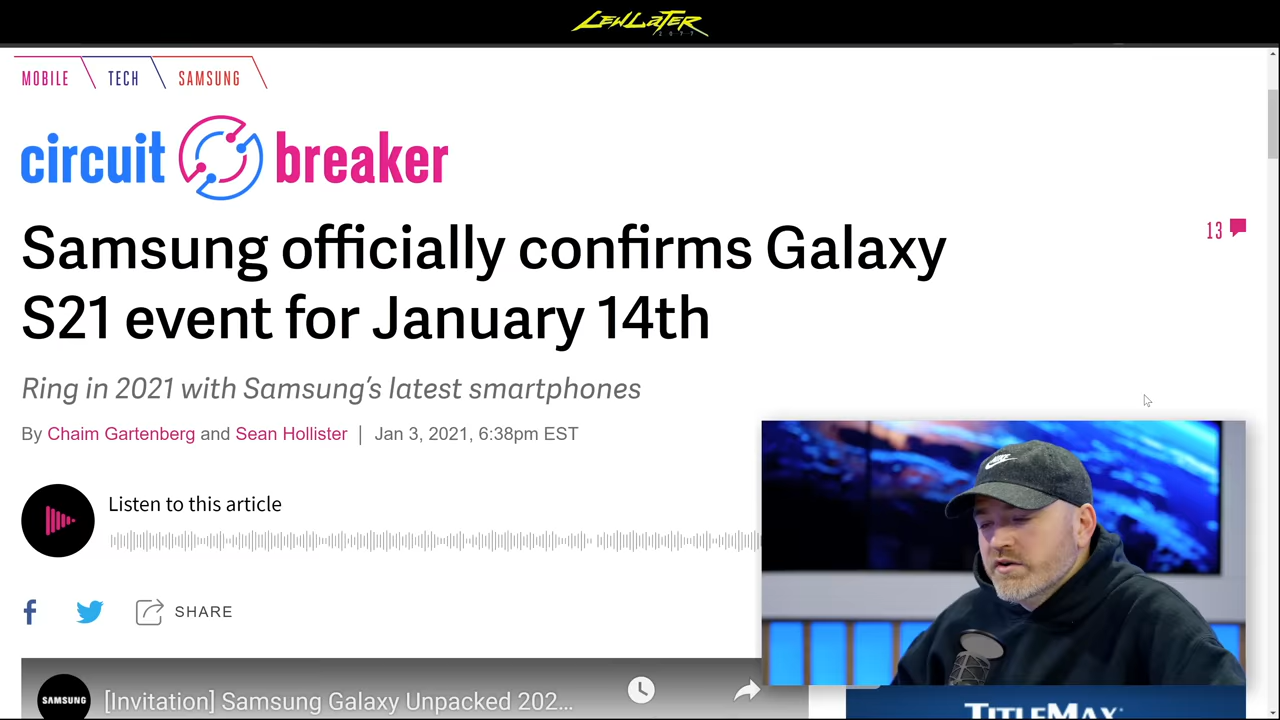 LEWLATER
2077
MOBILE TECH SAMSUNG
circuit breaker
Samsung officially confirms Galaxy
S21 event for January 14th
13
Ring in 2021 with Samsung’s latest smartphones
By Chaim Gartenberg and Sean Hollister | Jan 3, 2021, 6:38pm EST
Listen to this article
SHARE
SAMSUNG
[Invitation] Samsung Galaxy Unpacked 202...
TITLEMAX